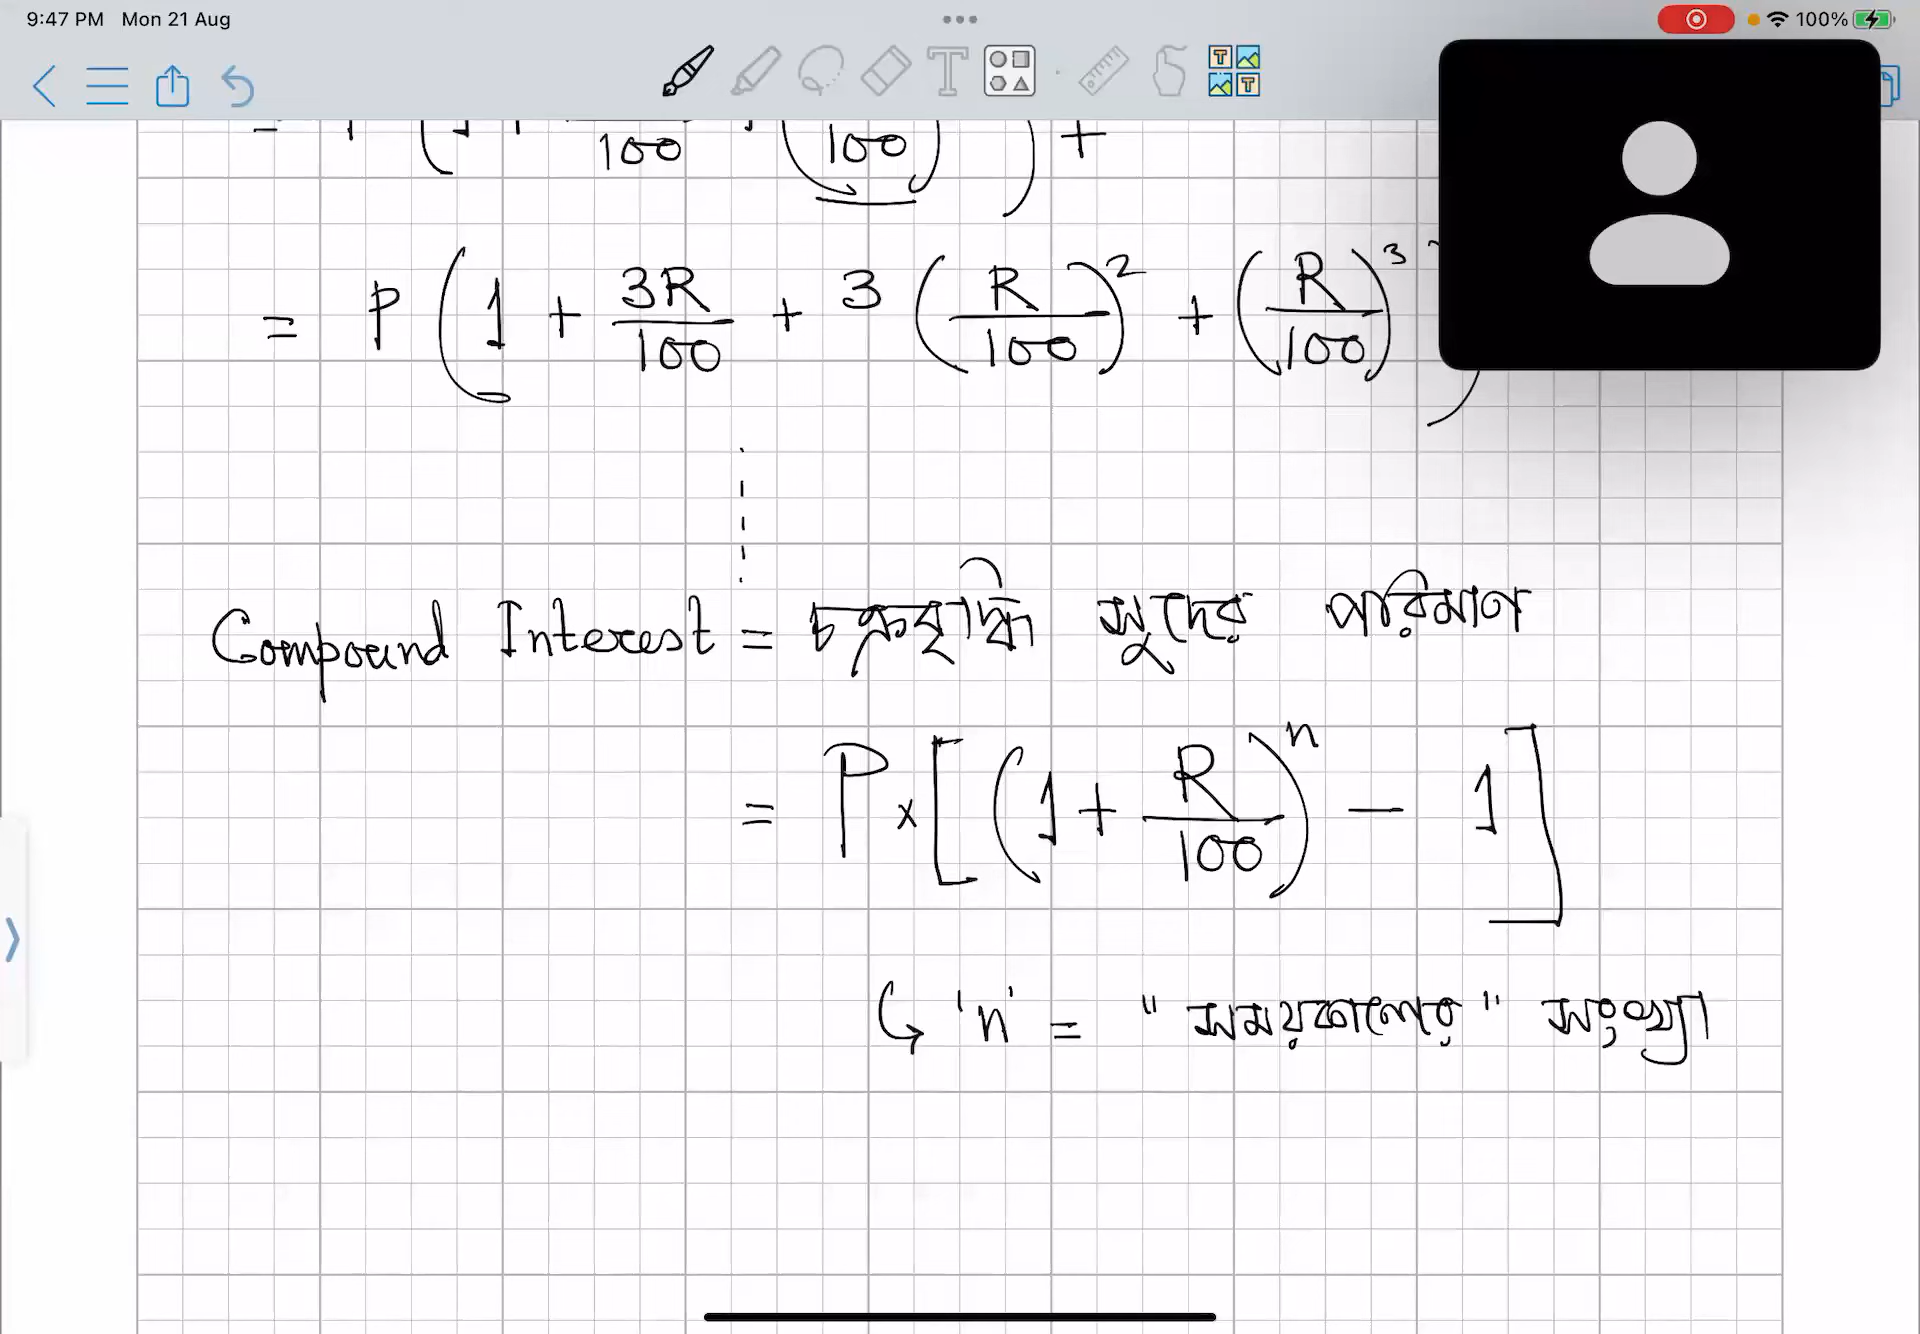 9:47 PM Mon 21 Aug
100%
100 100 +
= P (1 + 3R/100 + 3 (R/100)² + (R/100)³
Compound Interest = চক্রবৃদ্ধি সুদের পরিমাণ
= P × [(1 + R/100)ⁿ − 1]
↳ 'n' = "সময়কালের" সংখ্যা